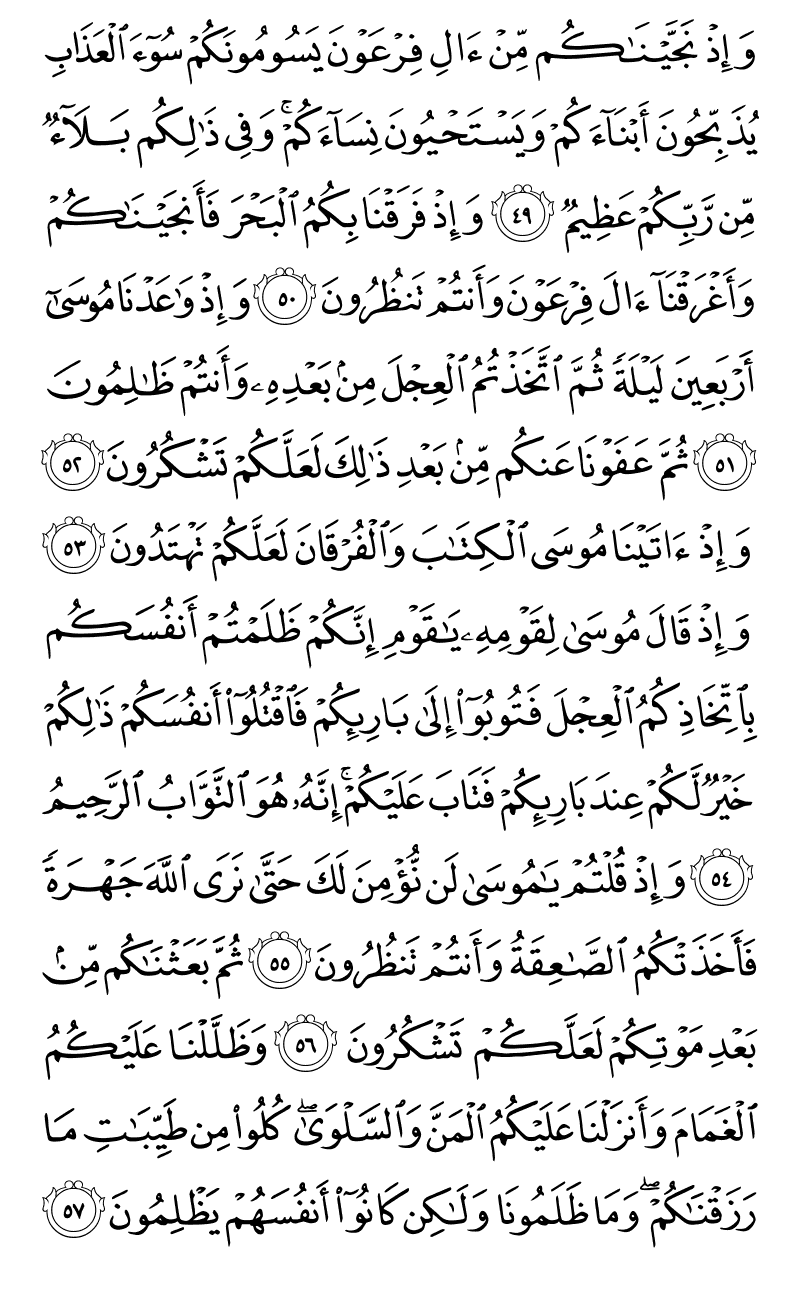 وَإِذْ نَجَّيْنَٰكُم مِّنْ ءَالِ فِرْعَوْنَ يَسُومُونَكُمْ سُوٓءَ ٱلْعَذَابِ
يُذَبِّحُونَ أَبْنَآءَكُمْ وَيَسْتَحْيُونَ نِسَآءَكُمْ ۚ وَفِى ذَٰلِكُم بَلَآءٌ
مِّن رَّبِّكُمْ عَظِيمٌ ٤٩ وَإِذْ فَرَقْنَا بِكُمُ ٱلْبَحْرَ فَأَنجَيْنَٰكُمْ
وَأَغْرَقْنَآ ءَالَ فِرْعَوْنَ وَأَنتُمْ تَنظُرُونَ ٥٠ وَإِذْ وَٰعَدْنَا مُوسَىٰٓ
أَرْبَعِينَ لَيْلَةً ثُمَّ ٱتَّخَذْتُمُ ٱلْعِجْلَ مِنۢ بَعْدِهِۦ وَأَنتُمْ ظَٰلِمُونَ
٥١ ثُمَّ عَفَوْنَا عَنكُم مِّنۢ بَعْدِ ذَٰلِكَ لَعَلَّكُمْ تَشْكُرُونَ ٥٢
وَإِذْ ءَاتَيْنَا مُوسَى ٱلْكِتَٰبَ وَٱلْفُرْقَانَ لَعَلَّكُمْ تَهْتَدُونَ ٥٣
وَإِذْ قَالَ مُوسَىٰ لِقَوْمِهِۦ يَٰقَوْمِ إِنَّكُمْ ظَلَمْتُمْ أَنفُسَكُم
بِٱتِّخَاذِكُمُ ٱلْعِجْلَ فَتُوبُوٓا۟ إِلَىٰ بَارِئِكُمْ فَٱقْتُلُوٓا۟ أَنفُسَكُمْ ذَٰلِكُمْ
خَيْرٌ لَّكُمْ عِندَ بَارِئِكُمْ فَتَابَ عَلَيْكُمْ ۚ إِنَّهُۥ هُوَ ٱلتَّوَّابُ ٱلرَّحِيمُ
٥٤ وَإِذْ قُلْتُمْ يَٰمُوسَىٰ لَن نُّؤْمِنَ لَكَ حَتَّىٰ نَرَى ٱللَّهَ جَهْرَةً
فَأَخَذَتْكُمُ ٱلصَّٰعِقَةُ وَأَنتُمْ تَنظُرُونَ ٥٥ ثُمَّ بَعَثْنَٰكُم مِّنۢ
بَعْدِ مَوْتِكُمْ لَعَلَّكُمْ تَشْكُرُونَ ٥٦ وَظَلَّلْنَا عَلَيْكُمُ
ٱلْغَمَامَ وَأَنزَلْنَا عَلَيْكُمُ ٱلْمَنَّ وَٱلسَّلْوَىٰ ۖ كُلُوا۟ مِن طَيِّبَٰتِ مَا
رَزَقْنَٰكُمْ ۖ وَمَا ظَلَمُونَا وَلَٰكِن كَانُوٓا۟ أَنفُسَهُمْ يَظْلِمُونَ ٥٧